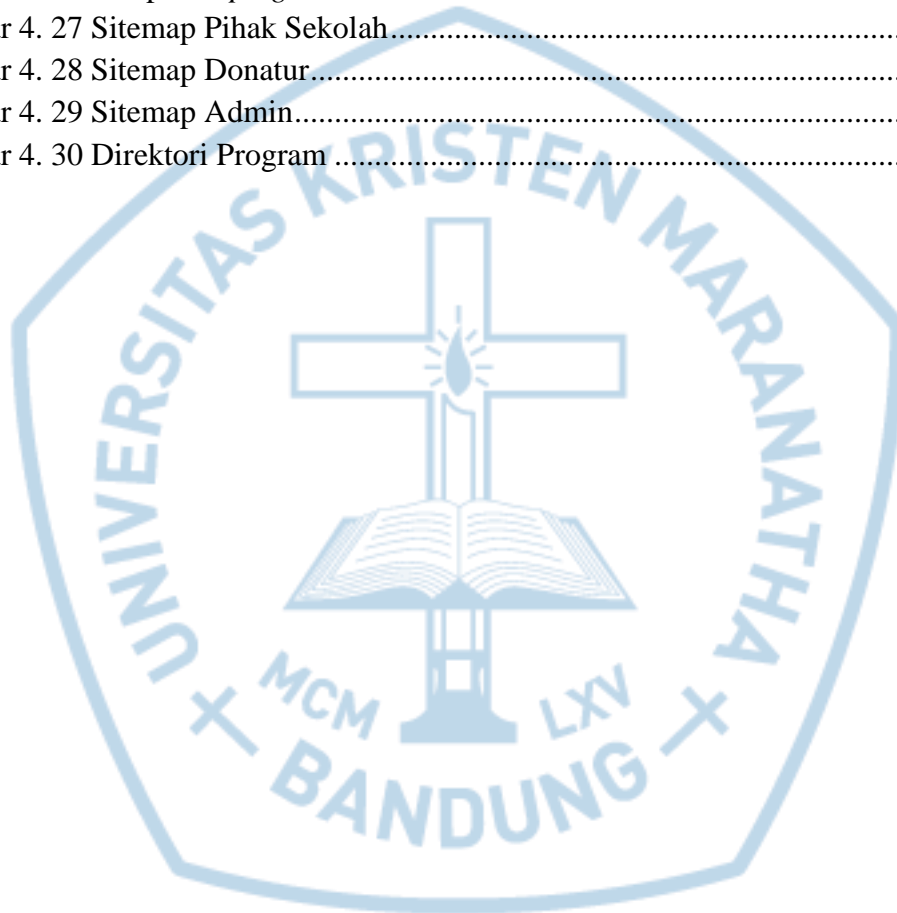 r 4. 27 Sitemap Pihak Sekolah..........................................................................
r 4. 28 Sitemap Donatur....................................................................................
r 4. 29 Sitemap Admin......................................................................................
r 4. 30 Direktori Program ................................................................................
UNIVERSITAS KRISTEN MARANATHA
MCM LXV
BANDUNG